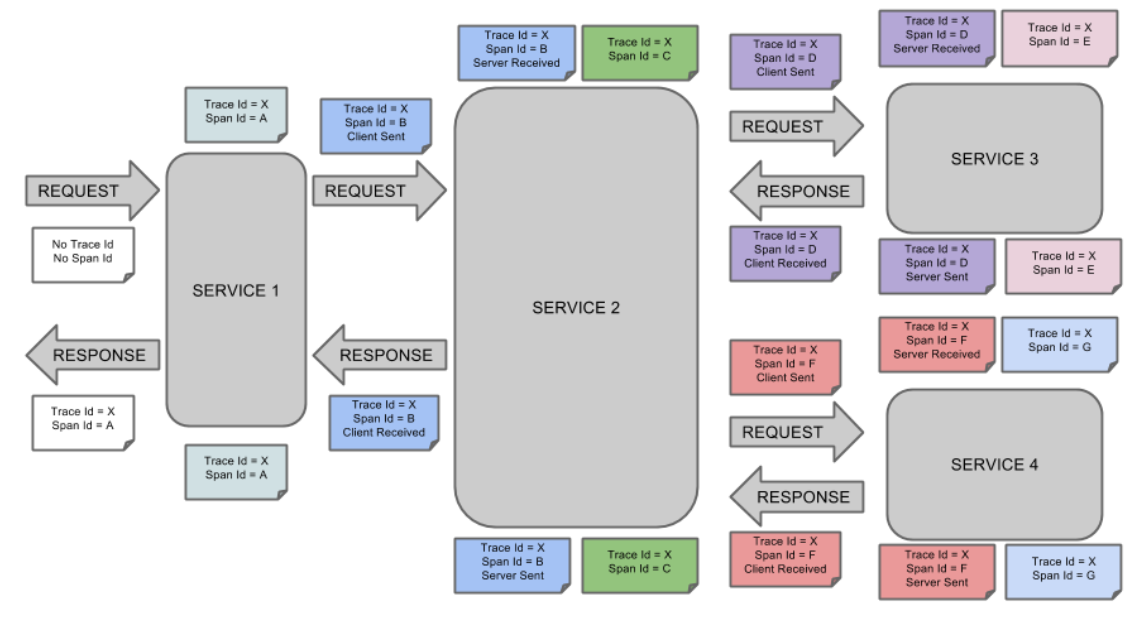 Trace Id = X
Span Id = B
Server Received
Trace Id = X
Span Id = C
Trace Id = X
Span Id = D
Client Sent
Trace Id = X
Span Id = D
Server Received
Trace Id = X
Span Id = E
Trace Id = X
Span Id = A
Trace Id = X
Span Id = B
Client Sent
REQUEST
SERVICE 3
REQUEST
REQUEST
RESPONSE
No Trace Id
No Span Id
Trace Id = X
Span Id = D
Client Received
Trace Id = X
Span Id = D
Server Sent
Trace Id = X
Span Id = E
SERVICE 1
SERVICE 2
Trace Id = X
Span Id = F
Server Received
Trace Id = X
Span Id = G
RESPONSE
RESPONSE
Trace Id = X
Span Id = F
Client Sent
Trace Id = X
Span Id = A
Trace Id = X
Span Id = B
Client Received
REQUEST
SERVICE 4
Trace Id = X
Span Id = A
RESPONSE
Trace Id = X
Span Id = B
Server Sent
Trace Id = X
Span Id = C
Trace Id = X
Span Id = F
Client Received
Trace Id = X
Span Id = F
Server Sent
Trace Id = X
Span Id = G